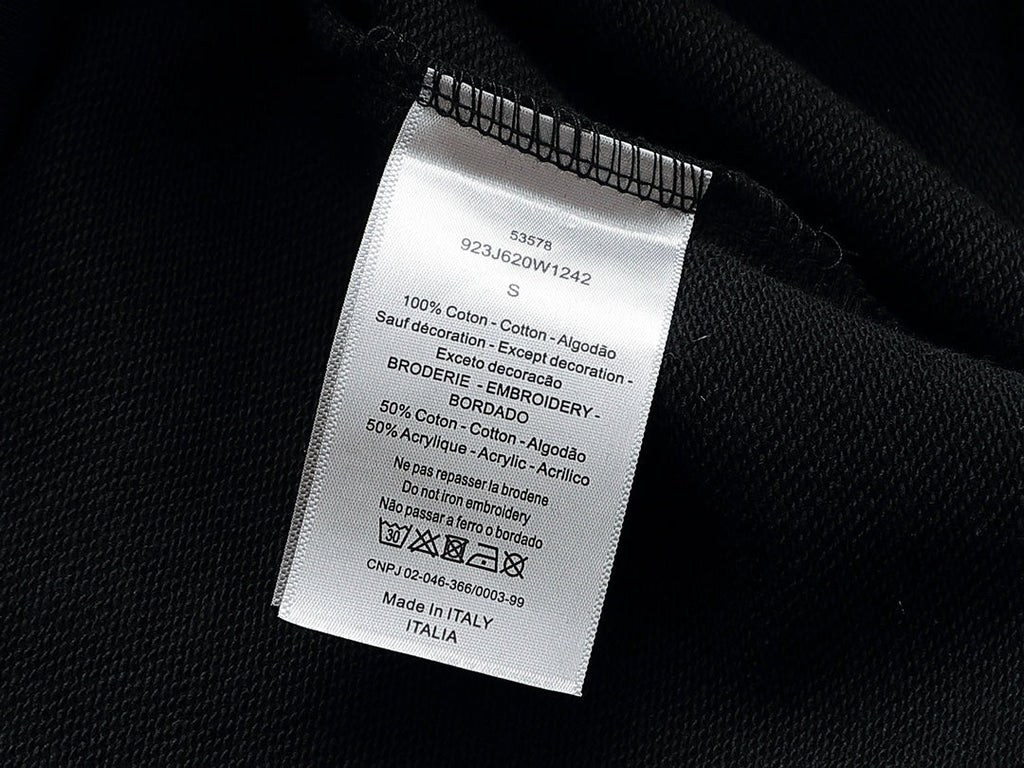 53578
923J620W1242
S
100% Coton - Cotton - Algodão
Sauf décoration - Except decoration -
Exceto decoracão
BRODERIE - EMBROIDERY -
BORDADO
50% Coton - Cotton - Algodão
50% Acrylique - Acrylic - Acrilico
Ne pas repasser la brodene
Do not iron embroidery
Não passar a ferro o bordado
30
CNPJ 02-046-366/0003-99
Made In ITALY
ITALIA